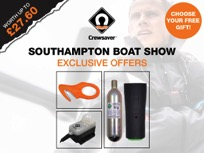 WORTH UP TO
£27.60
Crewsaver
CHOOSE
YOUR FREE
GIFT!
SOUTHAMPTON BOAT SHOW
EXCLUSIVE OFFERS